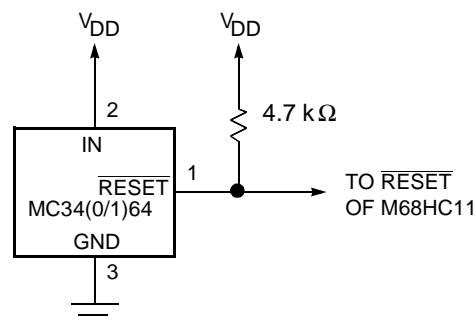 VDD
VDD
2
4.7 kΩ
IN
1
RESET
MC34(0/1)64
TO RESET
OF M68HC11
GND
3